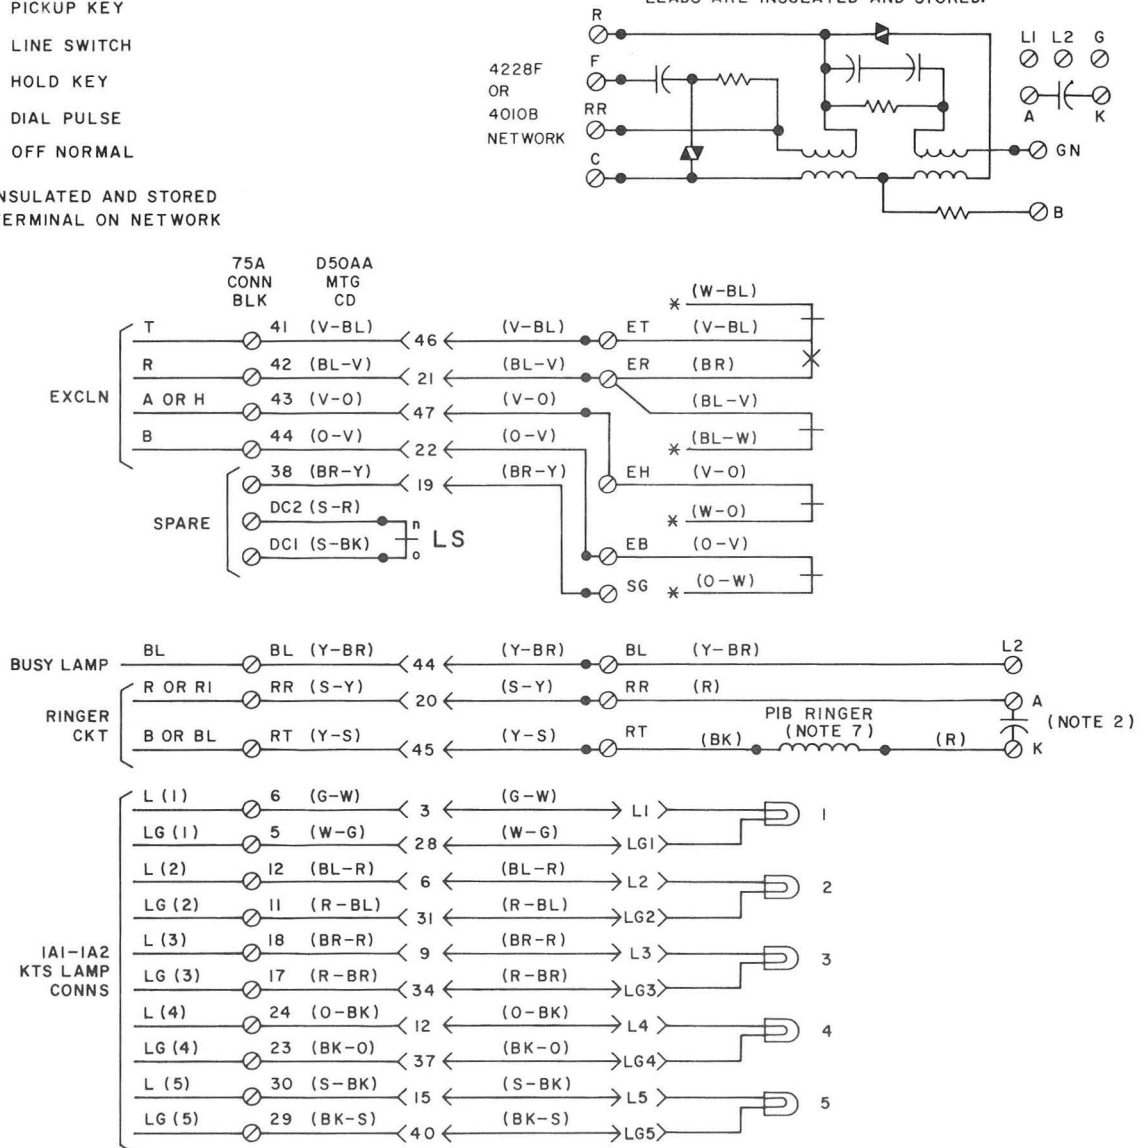 PICKUP KEY
LINE SWITCH
HOLD KEY
DIAL PULSE
OFF NORMAL
INSULATED AND STORED
TERMINAL ON NETWORK
LEADS ARE INSULATED AND STORED.
R
F
RR
C
4228F
OR
4010B
NETWORK
L1 L2 G
A K
GN
B
75A
CONN
BLK
D50AA
MTG
CD
EXCLN
T 41 (V-BL) 46 (V-BL) ET (W-BL) (V-BL)
R 42 (BL-V) 21 (BL-V) ER (BR)
A OR H 43 (V-O) 47 (V-O) (BL-V)
B 44 (O-V) 22 (O-V) (BL-W)
SPARE
38 (BR-Y) 19 (BR-Y) EH (V-O)
DC2 (S-R) n (W-O)
LS
DC1 (S-BK) o EB (O-V)
SG (O-W)
BUSY LAMP BL BL (Y-BR) 44 (Y-BR) BL (Y-BR) L2
RINGER
CKT
R OR R1 RR (S-Y) 20 (S-Y) RR (R) A
PIB RINGER
(NOTE 7)
(NOTE 2)
B OR BL RT (Y-S) 45 (Y-S) RT (BK) (R) K
1A1-1A2
KTS LAMP
CONNS
L (1) 6 (G-W) 3 (G-W) L1 1
LG (1) 5 (W-G) 28 (W-G) LG1
L (2) 12 (BL-R) 6 (BL-R) L2 2
LG (2) 11 (R-BL) 31 (R-BL) LG2
L (3) 18 (BR-R) 9 (BR-R) L3 3
LG (3) 17 (R-BR) 34 (R-BR) LG3
L (4) 24 (O-BK) 12 (O-BK) L4 4
LG (4) 23 (BK-O) 37 (BK-O) LG4
L (5) 30 (S-BK) 15 (S-BK) L5 5
LG (5) 29 (BK-S) 40 (BK-S) LG5